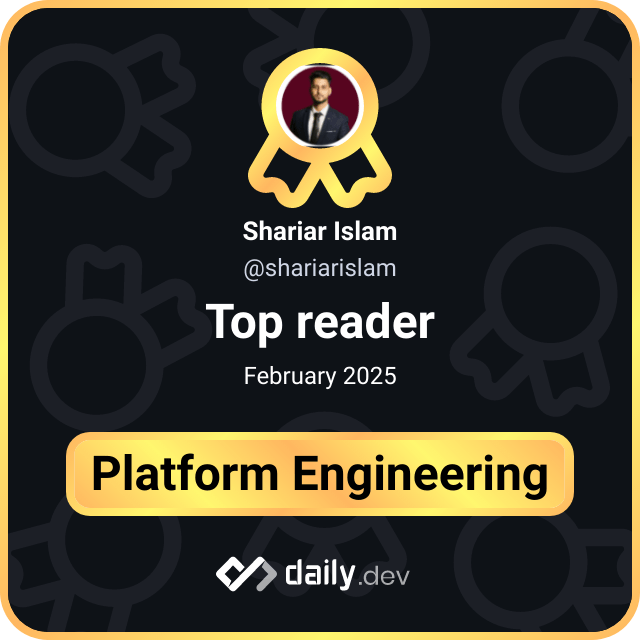 Shariar Islam
@shariarislam
Top reader
February 2025
Platform Engineering
daily.dev